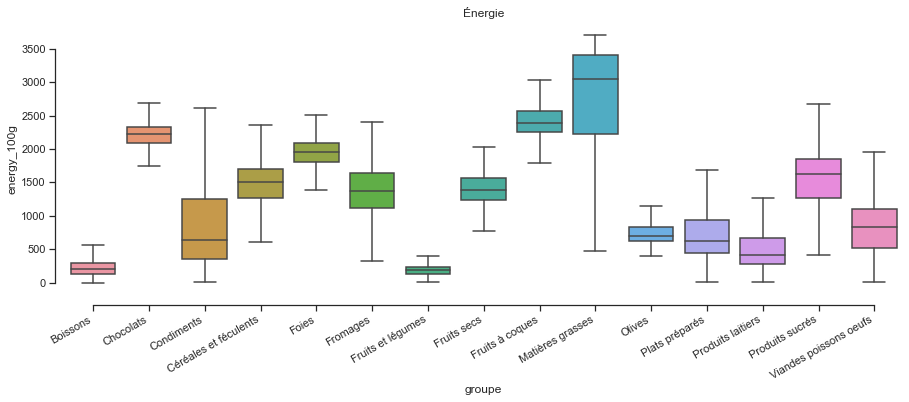 Énergie
energy_100g
3500
3000
2500
2000
1500
1000
500
0
Boissons
Chocolats
Condiments
Céréales et féculents
Foies
Fromages
Fruits et légumes
Fruits secs
Fruits à coques
Matières grasses
Olives
Plats préparés
Produits laitiers
Produits sucrés
Viandes poissons oeufs
groupe